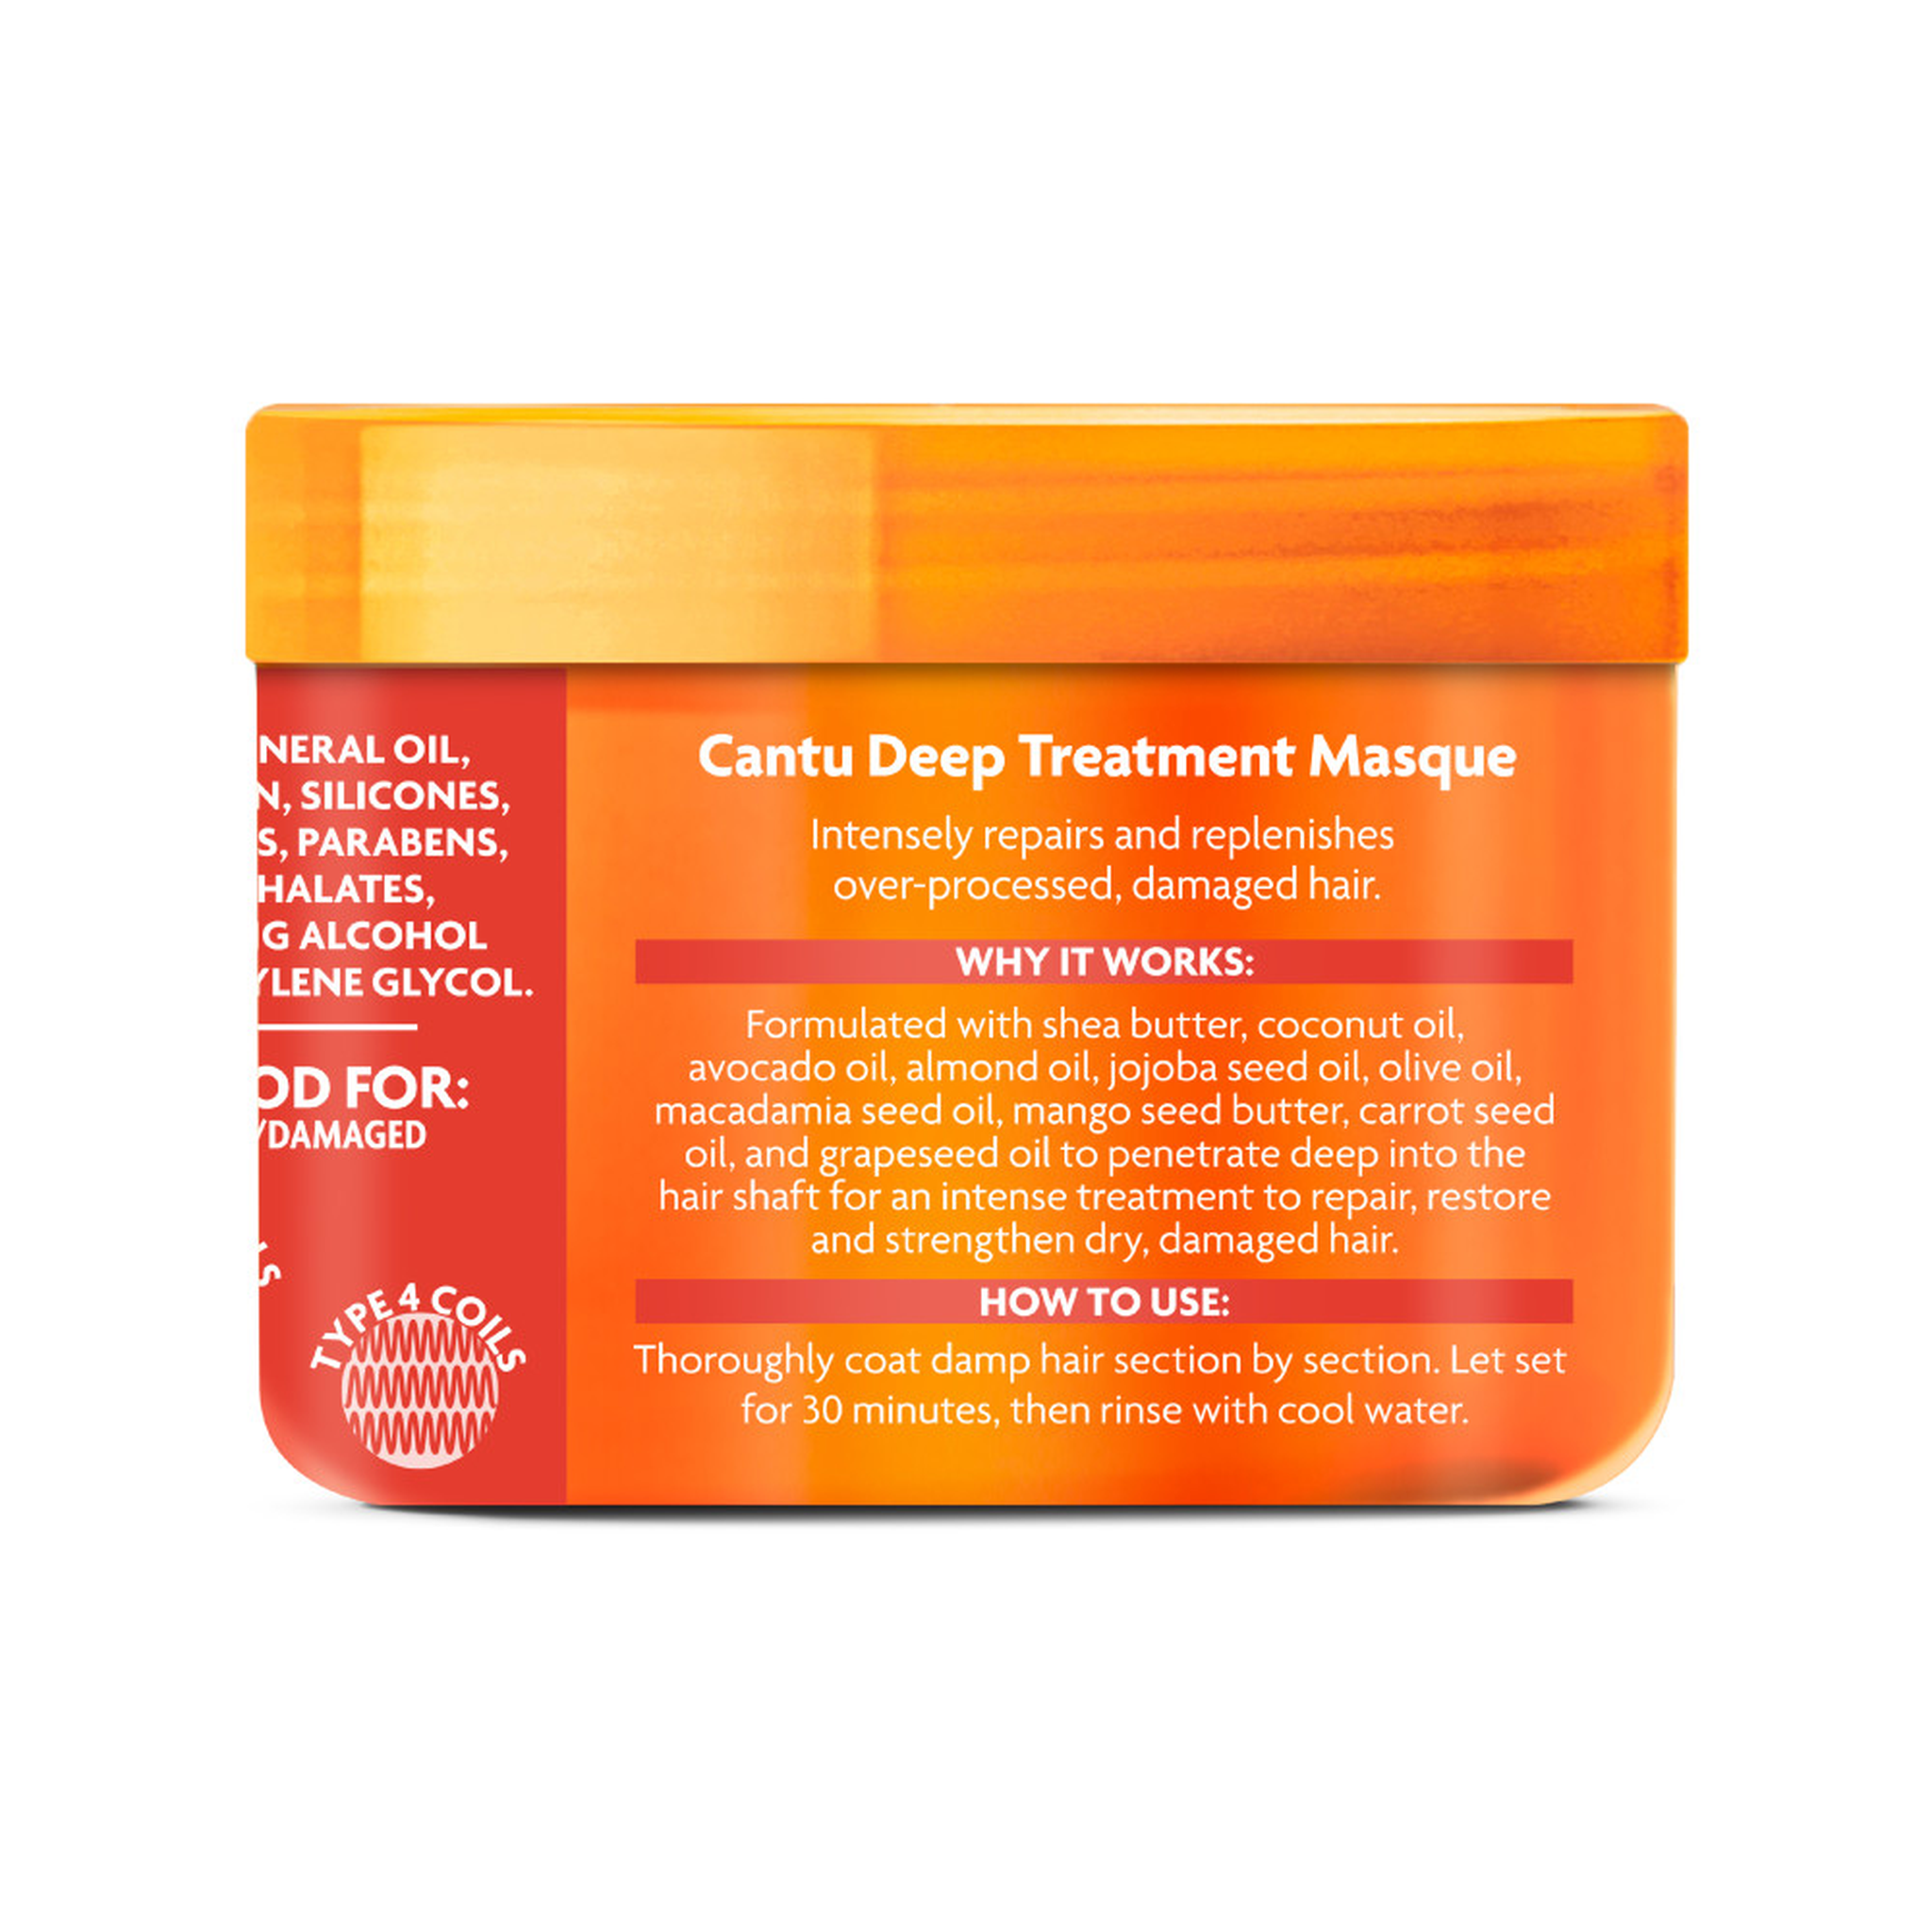 NERAL OIL,
N, SILICONES,
S, PARABENS,
HALATES,
G ALCOHOL
YLENE GLYCOL.
OD FOR:
/DAMAGED
TYPE 4 COILS
Cantu Deep Treatment Masque
Intensely repairs and replenishes
over-processed, damaged hair.
WHY IT WORKS:
Formulated with shea butter, coconut oil,
avocado oil, almond oil, jojoba seed oil, olive oil,
macadamia seed oil, mango seed butter, carrot seed
oil, and grapeseed oil to penetrate deep into the
hair shaft for an intense treatment to repair, restore
and strengthen dry, damaged hair.
HOW TO USE:
Thoroughly coat damp hair section by section. Let set
for 30 minutes, then rinse with cool water.